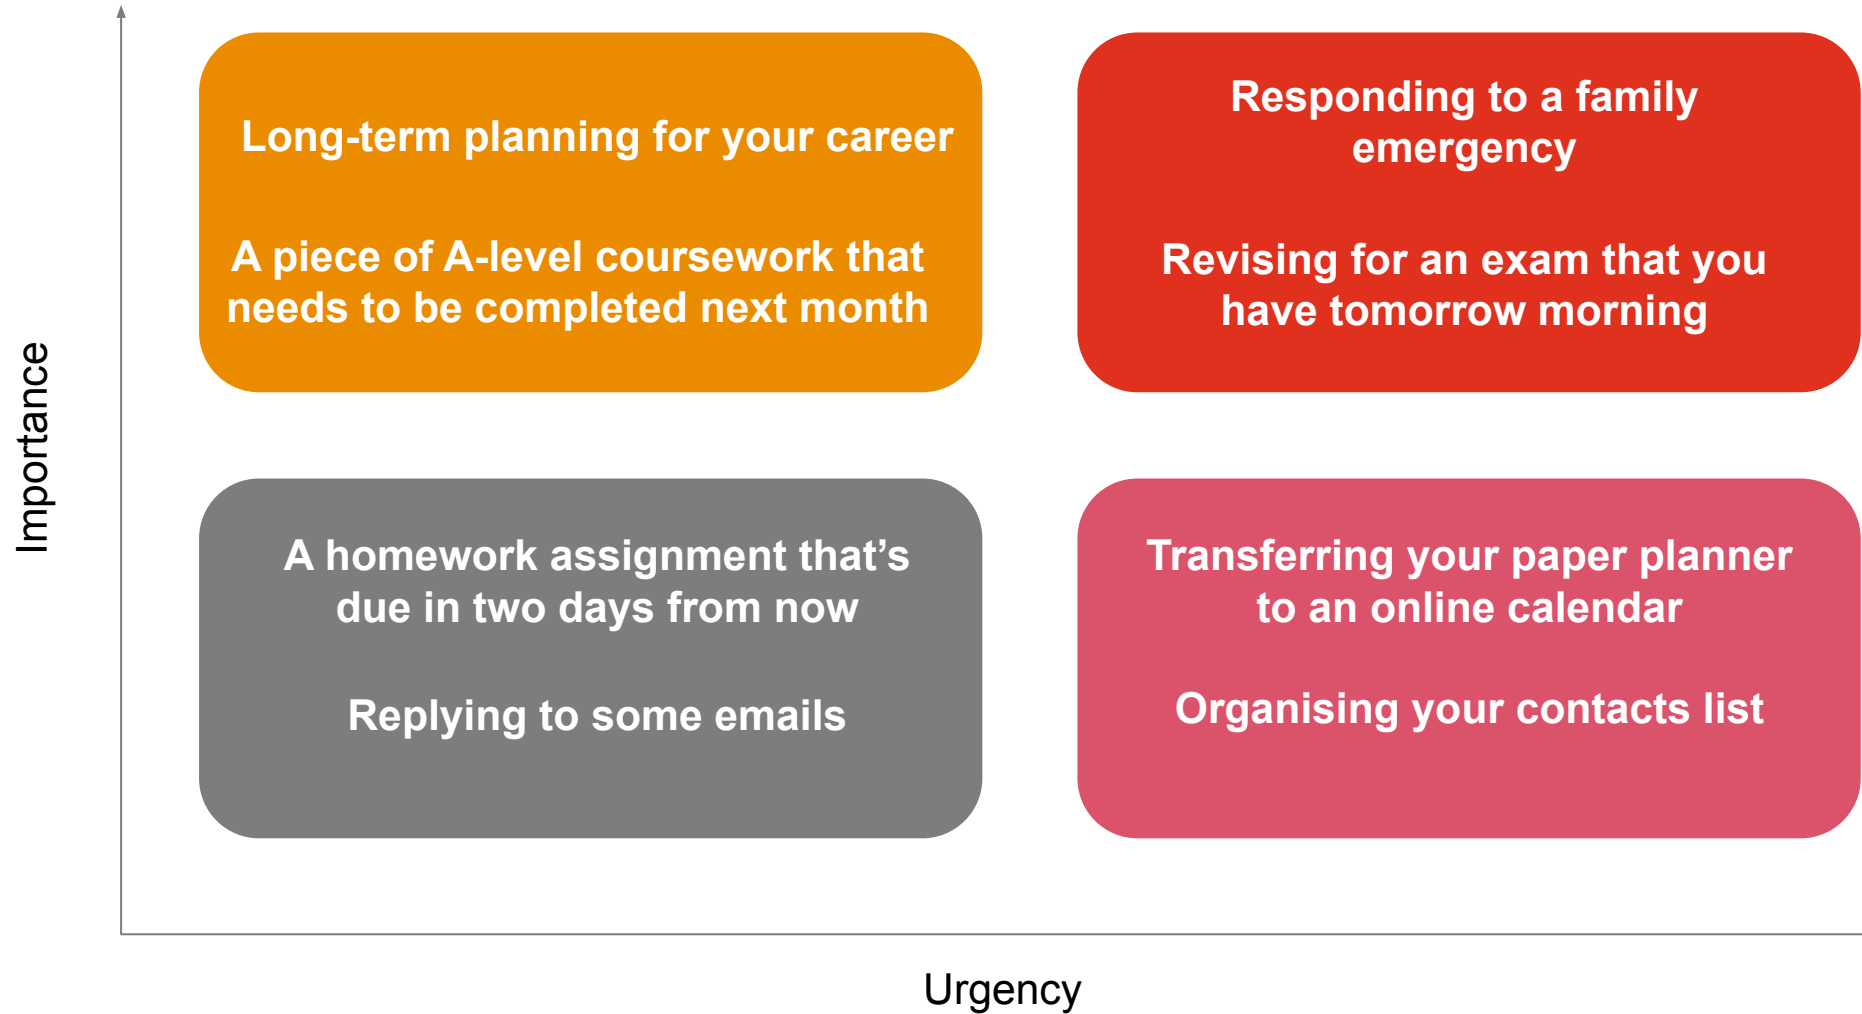 Importance
Long-term planning for your career
A piece of A-level coursework that
needs to be completed next month
Responding to a family
emergency
Revising for an exam that you
have tomorrow morning
A homework assignment that’s
due in two days from now
Replying to some emails
Transferring your paper planner
to an online calendar
Organising your contacts list
Urgency